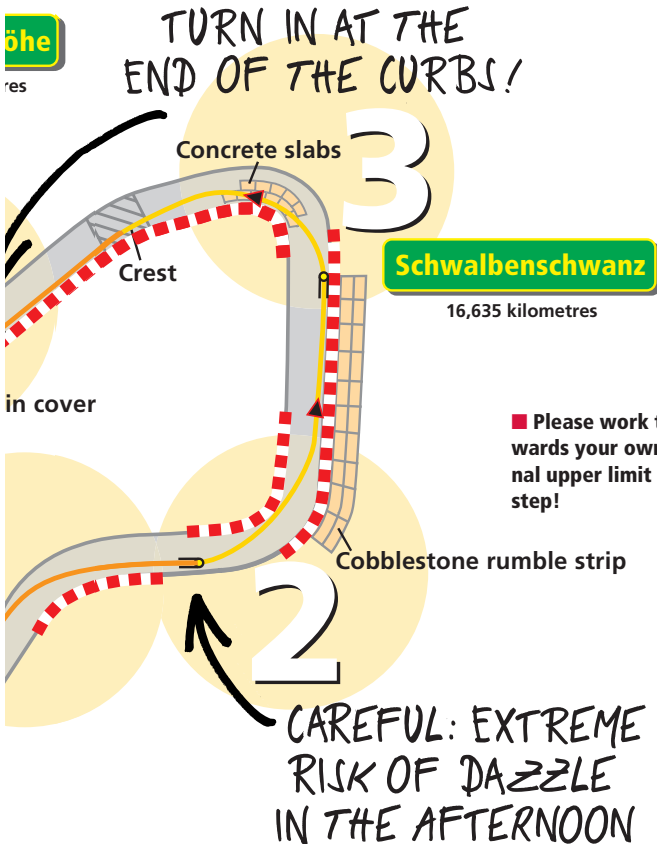 TURN IN AT THE
END OF THE CURBS!
öhe
res
Concrete slabs
3
Crest
Schwalbenschwanz
16,635 kilometres
in cover
■ Please work t
wards your own
nal upper limit
step!
Cobblestone rumble strip
2
CAREFUL: EXTREME
RISK OF DAZZLE
IN THE AFTERNOON